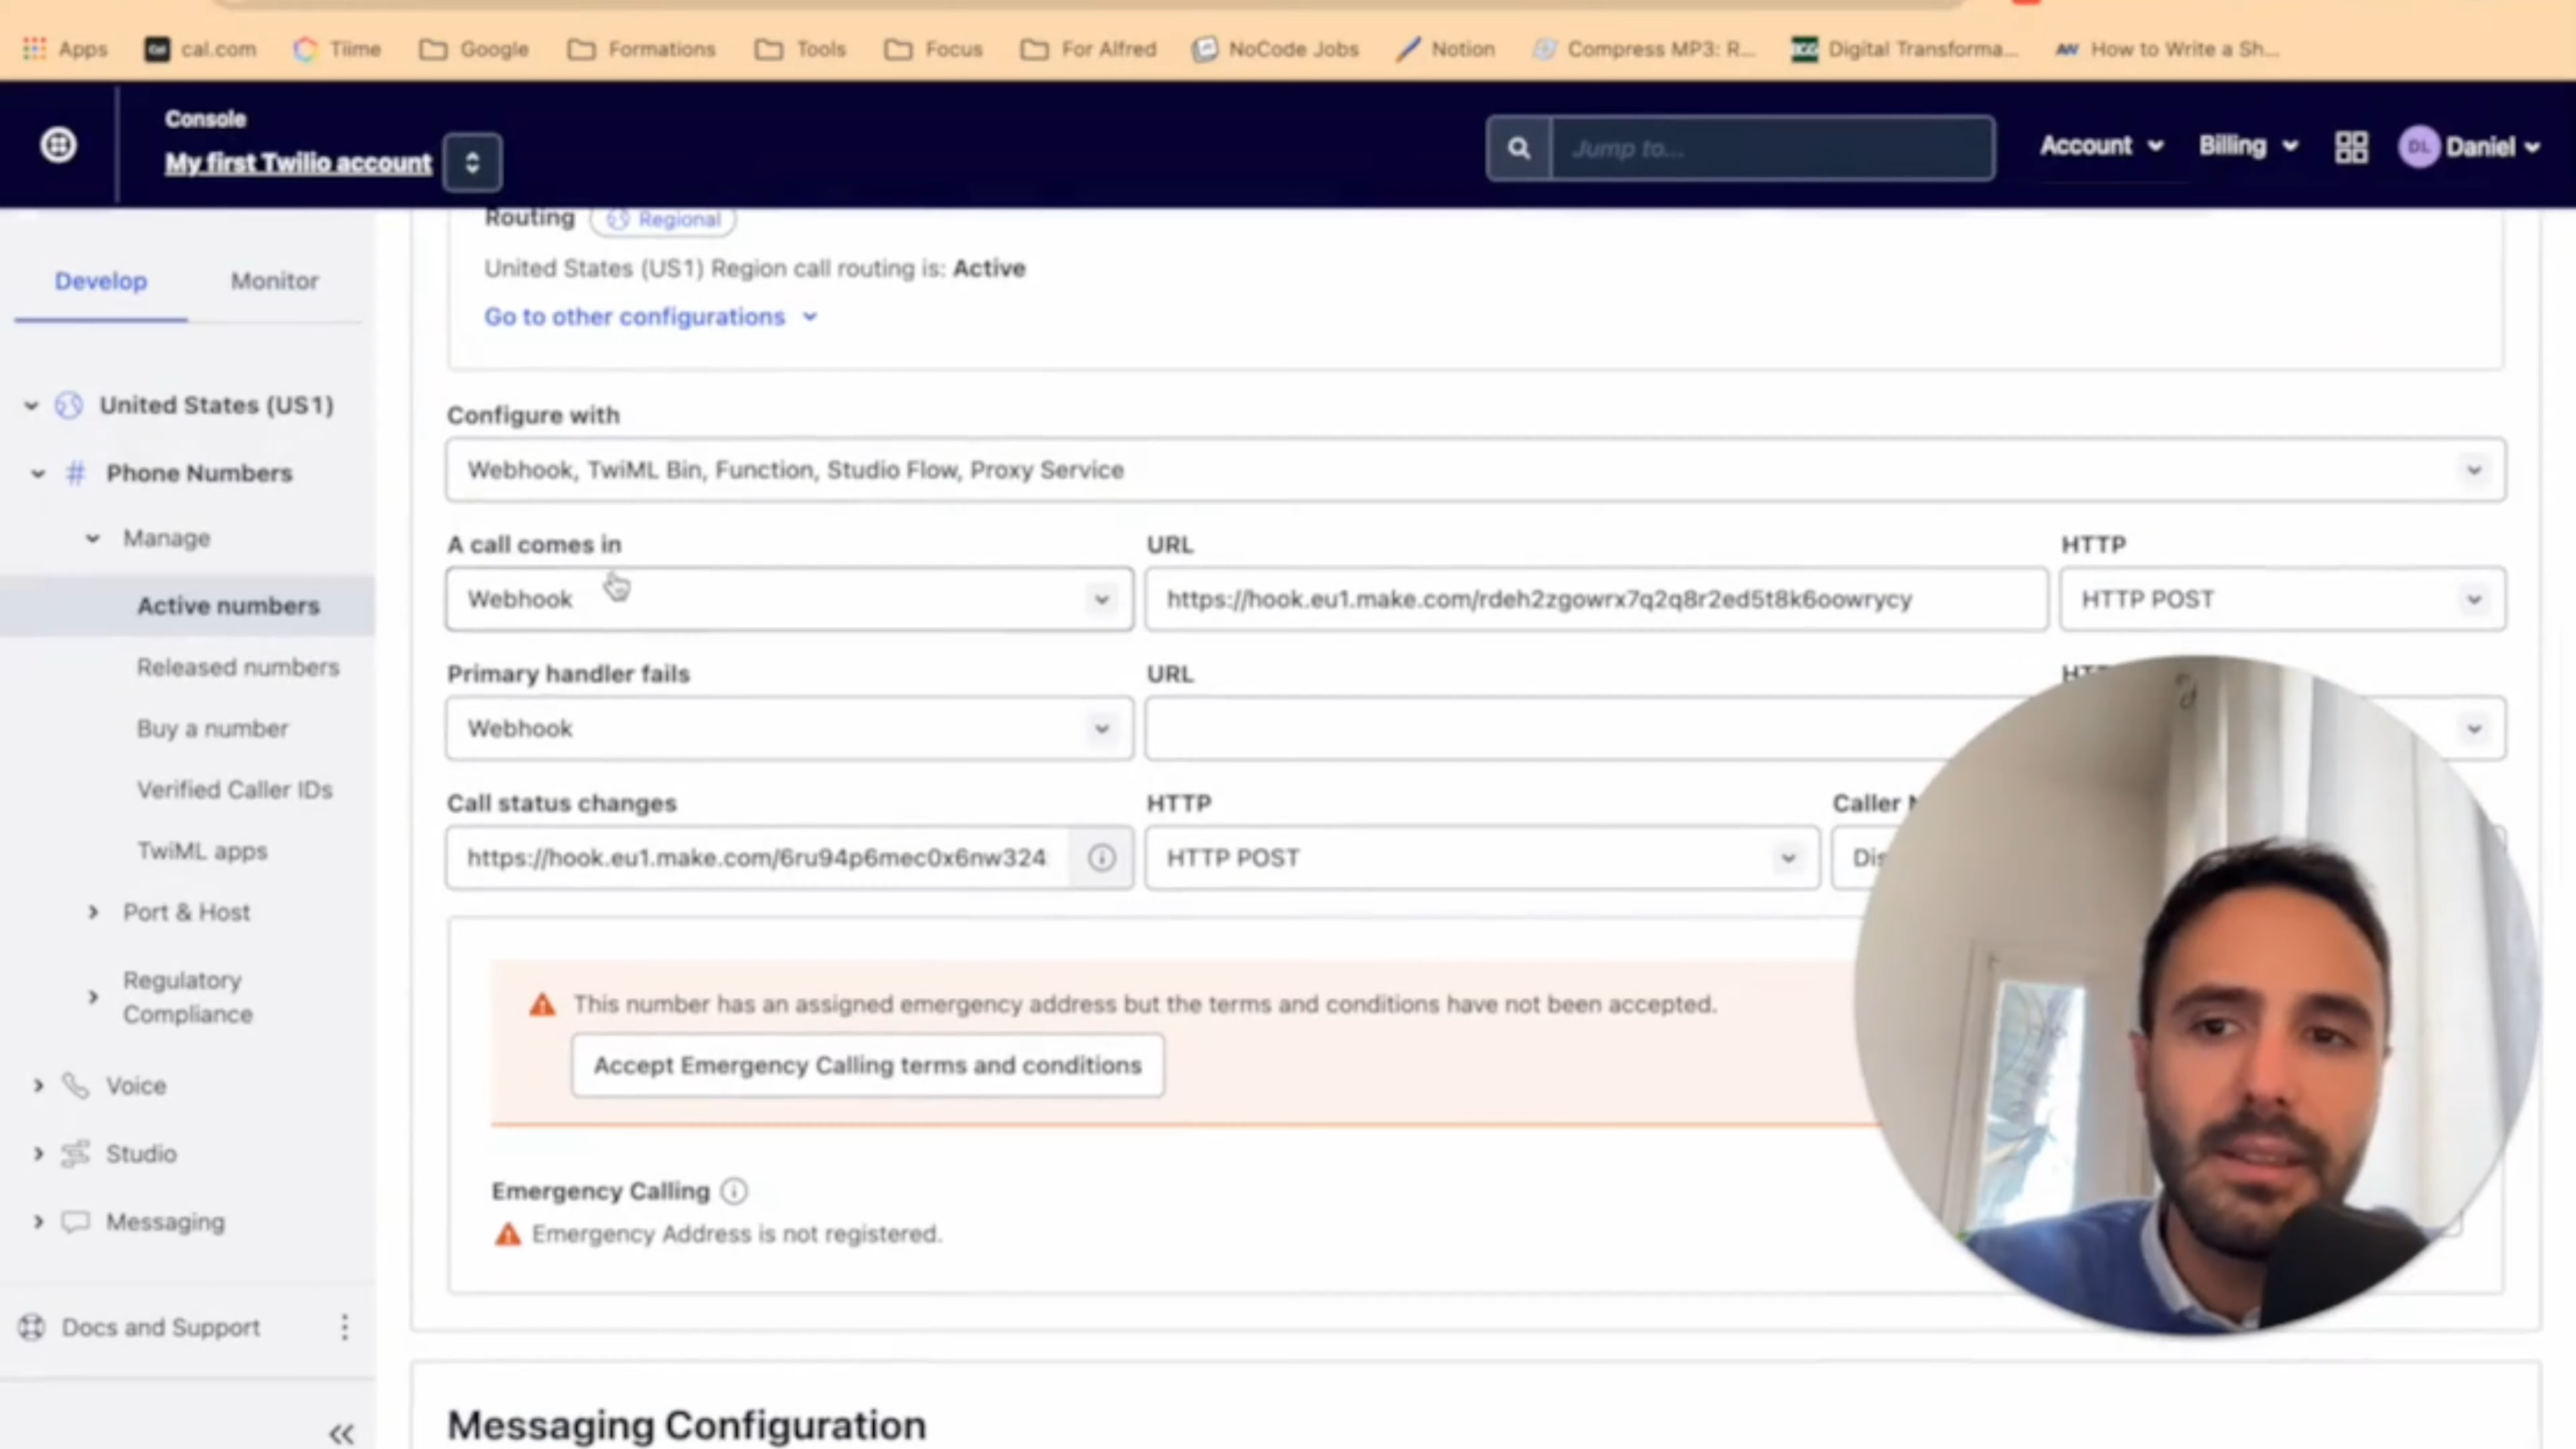 Apps cal.com Tiime Google Formations Tools Focus For Alfred NoCode Jobs Notion Compress MP3: R... Digital Transforma... How to Write a Sh...
Console
My first Twilio account
Jump to...
Account
Billing
DL
Daniel
Develop
Monitor
United States (US1)
Phone Numbers
Manage
Active numbers
Released numbers
Buy a number
Verified Caller IDs
TwiML apps
Port & Host
Regulatory
Compliance
Voice
Studio
Messaging
Docs and Support
Routing Regional
United States (US1) Region call routing is: Active
Go to other configurations
Configure with
Webhook, TwiML Bin, Function, Studio Flow, Proxy Service
A call comes in URL HTTP
Webhook https://hook.eu1.make.com/rdeh2zgowrx7q2q8r2ed5t8k6oowrycy HTTP POST
Primary handler fails URL
Webhook
Call status changes HTTP Caller
https://hook.eu1.make.com/6ru94p6mec0x6nw324 HTTP POST
This number has an assigned emergency address but the terms and conditions have not been accepted.
Accept Emergency Calling terms and conditions
Emergency Calling
Emergency Address is not registered.
Messaging Configuration